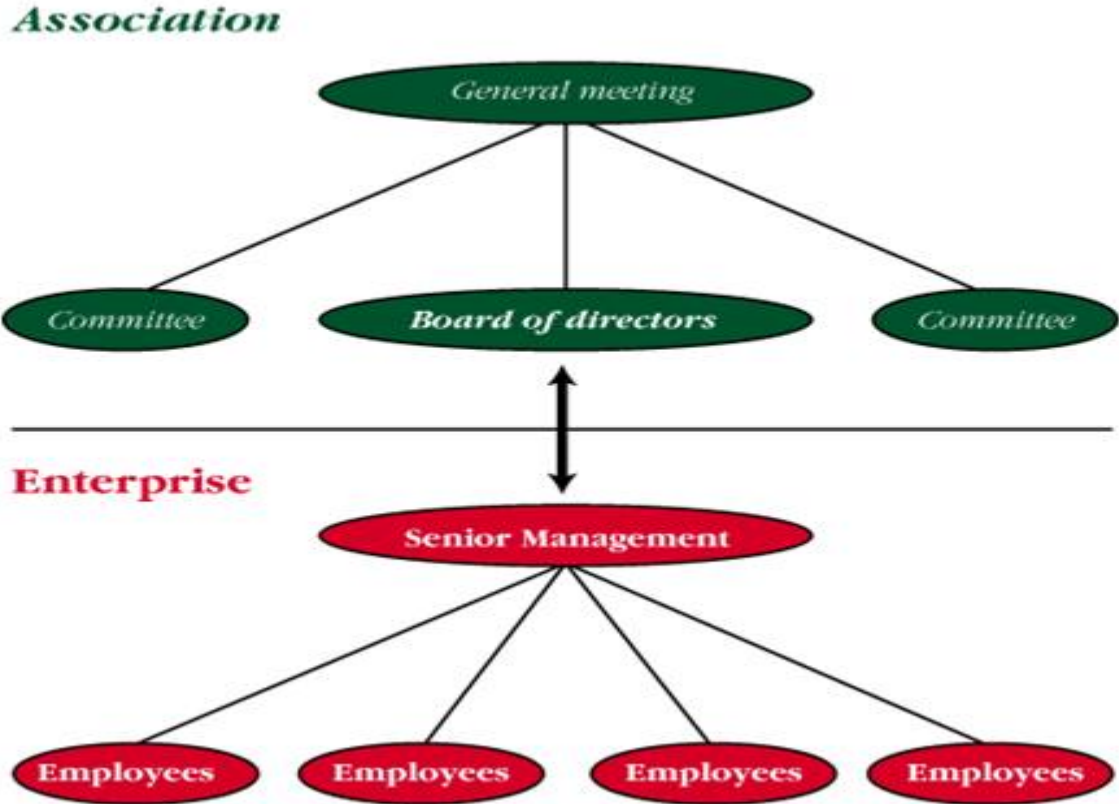 Association
General meeting
Committee
Board of directors
Committee
Enterprise
Senior Management
Employees
Employees
Employees
Employees